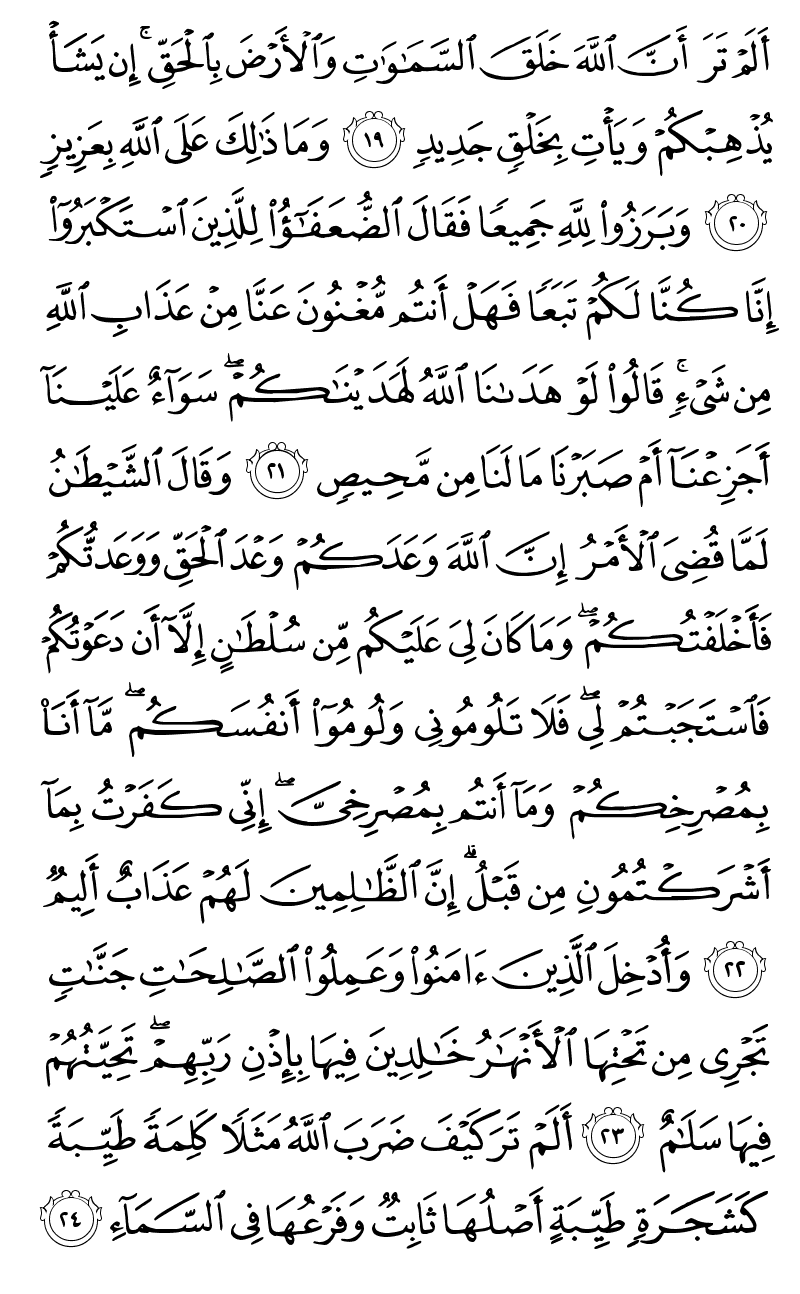 أَلَمۡ تَرَ أَنَّ ٱللَّهَ خَلَقَ ٱلسَّمَٰوَٰتِ وَٱلۡأَرۡضَ بِٱلۡحَقِّۚ إِن يَشَأۡ
يُذۡهِبۡكُمۡ وَيَأۡتِ بِخَلۡقٖ جَدِيدٖ ١٩ وَمَا ذَٰلِكَ عَلَى ٱللَّهِ بِعَزِيزٖ
٢٠ وَبَرَزُواْ لِلَّهِ جَمِيعٗا فَقَالَ ٱلضُّعَفَٰٓؤُاْ لِلَّذِينَ ٱسۡتَكۡبَرُوٓاْ
إِنَّا كُنَّا لَكُمۡ تَبَعٗا فَهَلۡ أَنتُم مُّغۡنُونَ عَنَّا مِنۡ عَذَابِ ٱللَّهِ
مِن شَيۡءٖۚ قَالُواْ لَوۡ هَدَىٰنَا ٱللَّهُ لَهَدَيۡنَٰكُمۡۖ سَوَآءٌ عَلَيۡنَآ
أَجَزِعۡنَآ أَمۡ صَبَرۡنَا مَا لَنَا مِن مَّحِيصٖ ٢١ وَقَالَ ٱلشَّيۡطَٰنُ
لَمَّا قُضِيَ ٱلۡأَمۡرُ إِنَّ ٱللَّهَ وَعَدَكُمۡ وَعۡدَ ٱلۡحَقِّ وَوَعَدتُّكُمۡ
فَأَخۡلَفۡتُكُمۡۖ وَمَا كَانَ لِيَ عَلَيۡكُم مِّن سُلۡطَٰنٍ إِلَّآ أَن دَعَوۡتُكُمۡ
فَٱسۡتَجَبۡتُمۡ لِيۖ فَلَا تَلُومُونِي وَلُومُوٓاْ أَنفُسَكُمۖ مَّآ أَنَا۠
بِمُصۡرِخِكُمۡ وَمَآ أَنتُم بِمُصۡرِخِيَّۖ إِنِّي كَفَرۡتُ بِمَآ
أَشۡرَكۡتُمُونِ مِن قَبۡلُۗ إِنَّ ٱلظَّٰلِمِينَ لَهُمۡ عَذَابٌ أَلِيمٞ
٢٢ وَأُدۡخِلَ ٱلَّذِينَ ءَامَنُواْ وَعَمِلُواْ ٱلصَّٰلِحَٰتِ جَنَّٰتٖ
تَجۡرِي مِن تَحۡتِهَا ٱلۡأَنۡهَٰرُ خَٰلِدِينَ فِيهَا بِإِذۡنِ رَبِّهِمۡۖ تَحِيَّتُهُمۡ
فِيهَا سَلَٰمٌ ٢٣ أَلَمۡ تَرَ كَيۡفَ ضَرَبَ ٱللَّهُ مَثَلٗا كَلِمَةٗ طَيِّبَةٗ
كَشَجَرَةٖ طَيِّبَةٍ أَصۡلُهَا ثَابِتٞ وَفَرۡعُهَا فِي ٱلسَّمَآءِ ٢٤